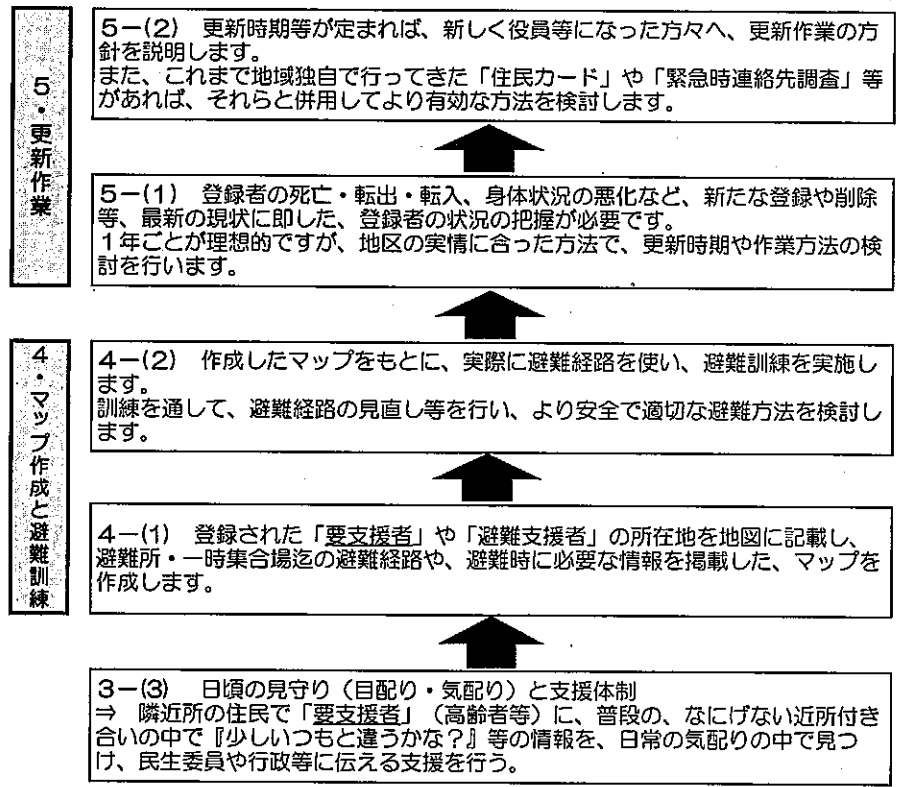 5・更新作業
5－(2)　更新時期等が定まれば、新しく役員等になった方々へ、更新作業の方
針を説明します。
また、これまで地域独自で行ってきた「住民カード」や「緊急時連絡先調査」等
があれば、それらと併用してより有効な方法を検討します。
5－(1)　登録者の死亡・転出・転入、身体状況の悪化など、新たな登録や削除
等、最新の現状に即した、登録者の状況の把握が必要です。
１年ごとが理想的ですが、地区の実情に合った方法で、更新時期や作業方法の検
討を行います。
4・マップ作成と避難訓練
4－(2)　作成したマップをもとに、実際に避難経路を使い、避難訓練を実施し
ます。
訓練を通して、避難経路の見直し等を行い、より安全で適切な避難方法を検討し
ます。
4－(1)　登録された「要支援者」や「避難支援者」の所在地を地図に記載し、
避難所・一時集合場迄の避難経路や、避難時に必要な情報を掲載した、マップを
作成します。
3－(3)　日頃の見守り（目配り・気配り）と支援体制
⇒　隣近所の住民で「要支援者」（高齢者等）に、普段の、なにげない近所付き
合いの中で『少しいつもと違うかな？』等の情報を、日常の気配りの中で見つ
け、民生委員や行政等に伝える支援を行う。